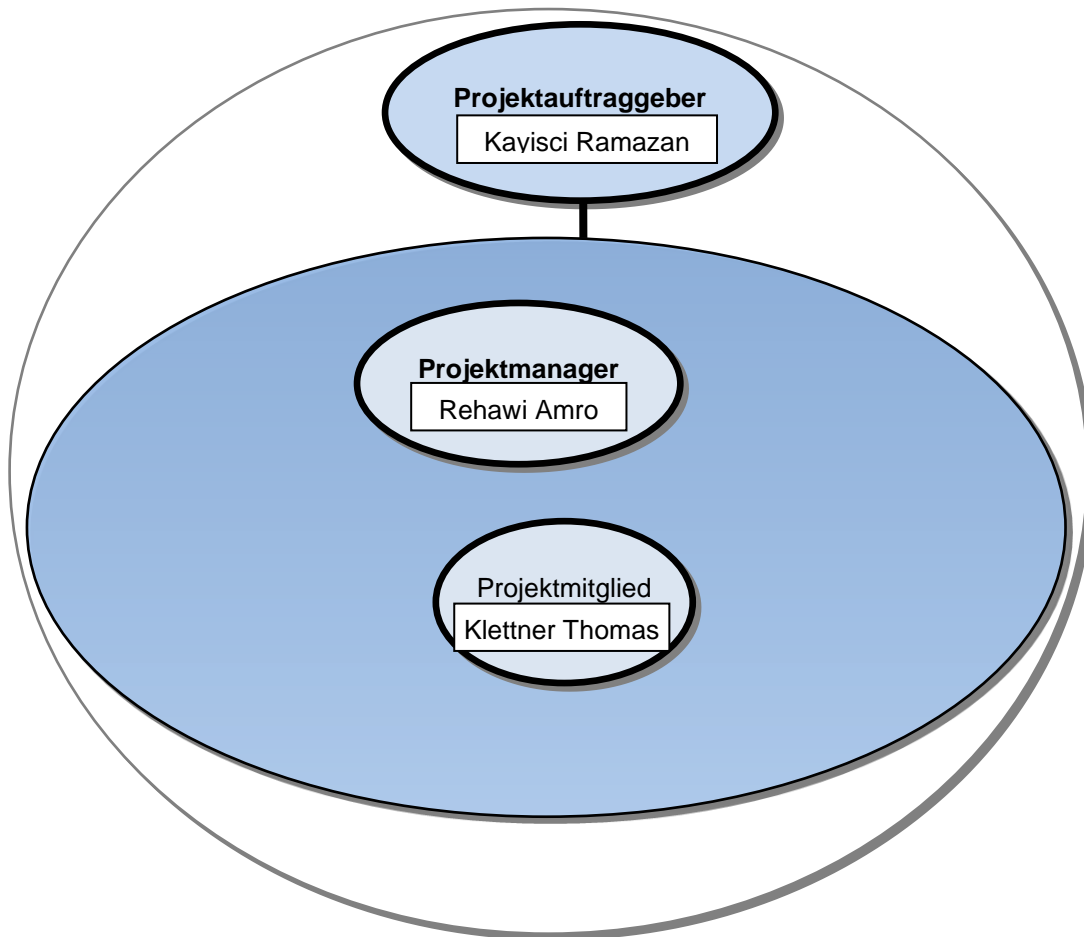 Projektauftraggeber
Kayisci Ramazan
Projektmanager
Rehawi Amro
Projektmitglied
Klettner Thomas